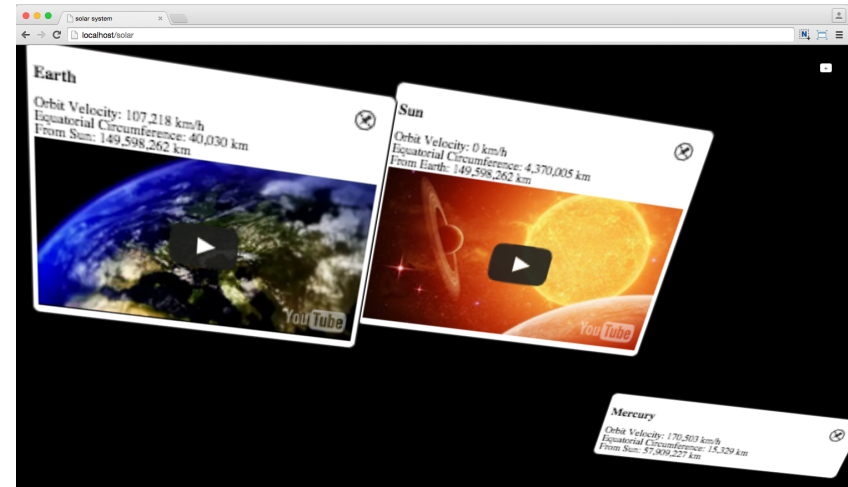 solar system
localhost/solar
N
+
Earth
Orbit Velocity: 107,218 km/h
Equatorial Circumference: 40,030 km
From Sun: 149,598,262 km
YouTube
Sun
Orbit Velocity: 0 km/h
Equatorial Circumference: 4,370,005 km
From Earth: 149,598,262 km
YouTube
Mercury
Orbit Velocity: 170,503 km/h
Equatorial Circumference: 15,329 km
From Sun: 57,909,227 km